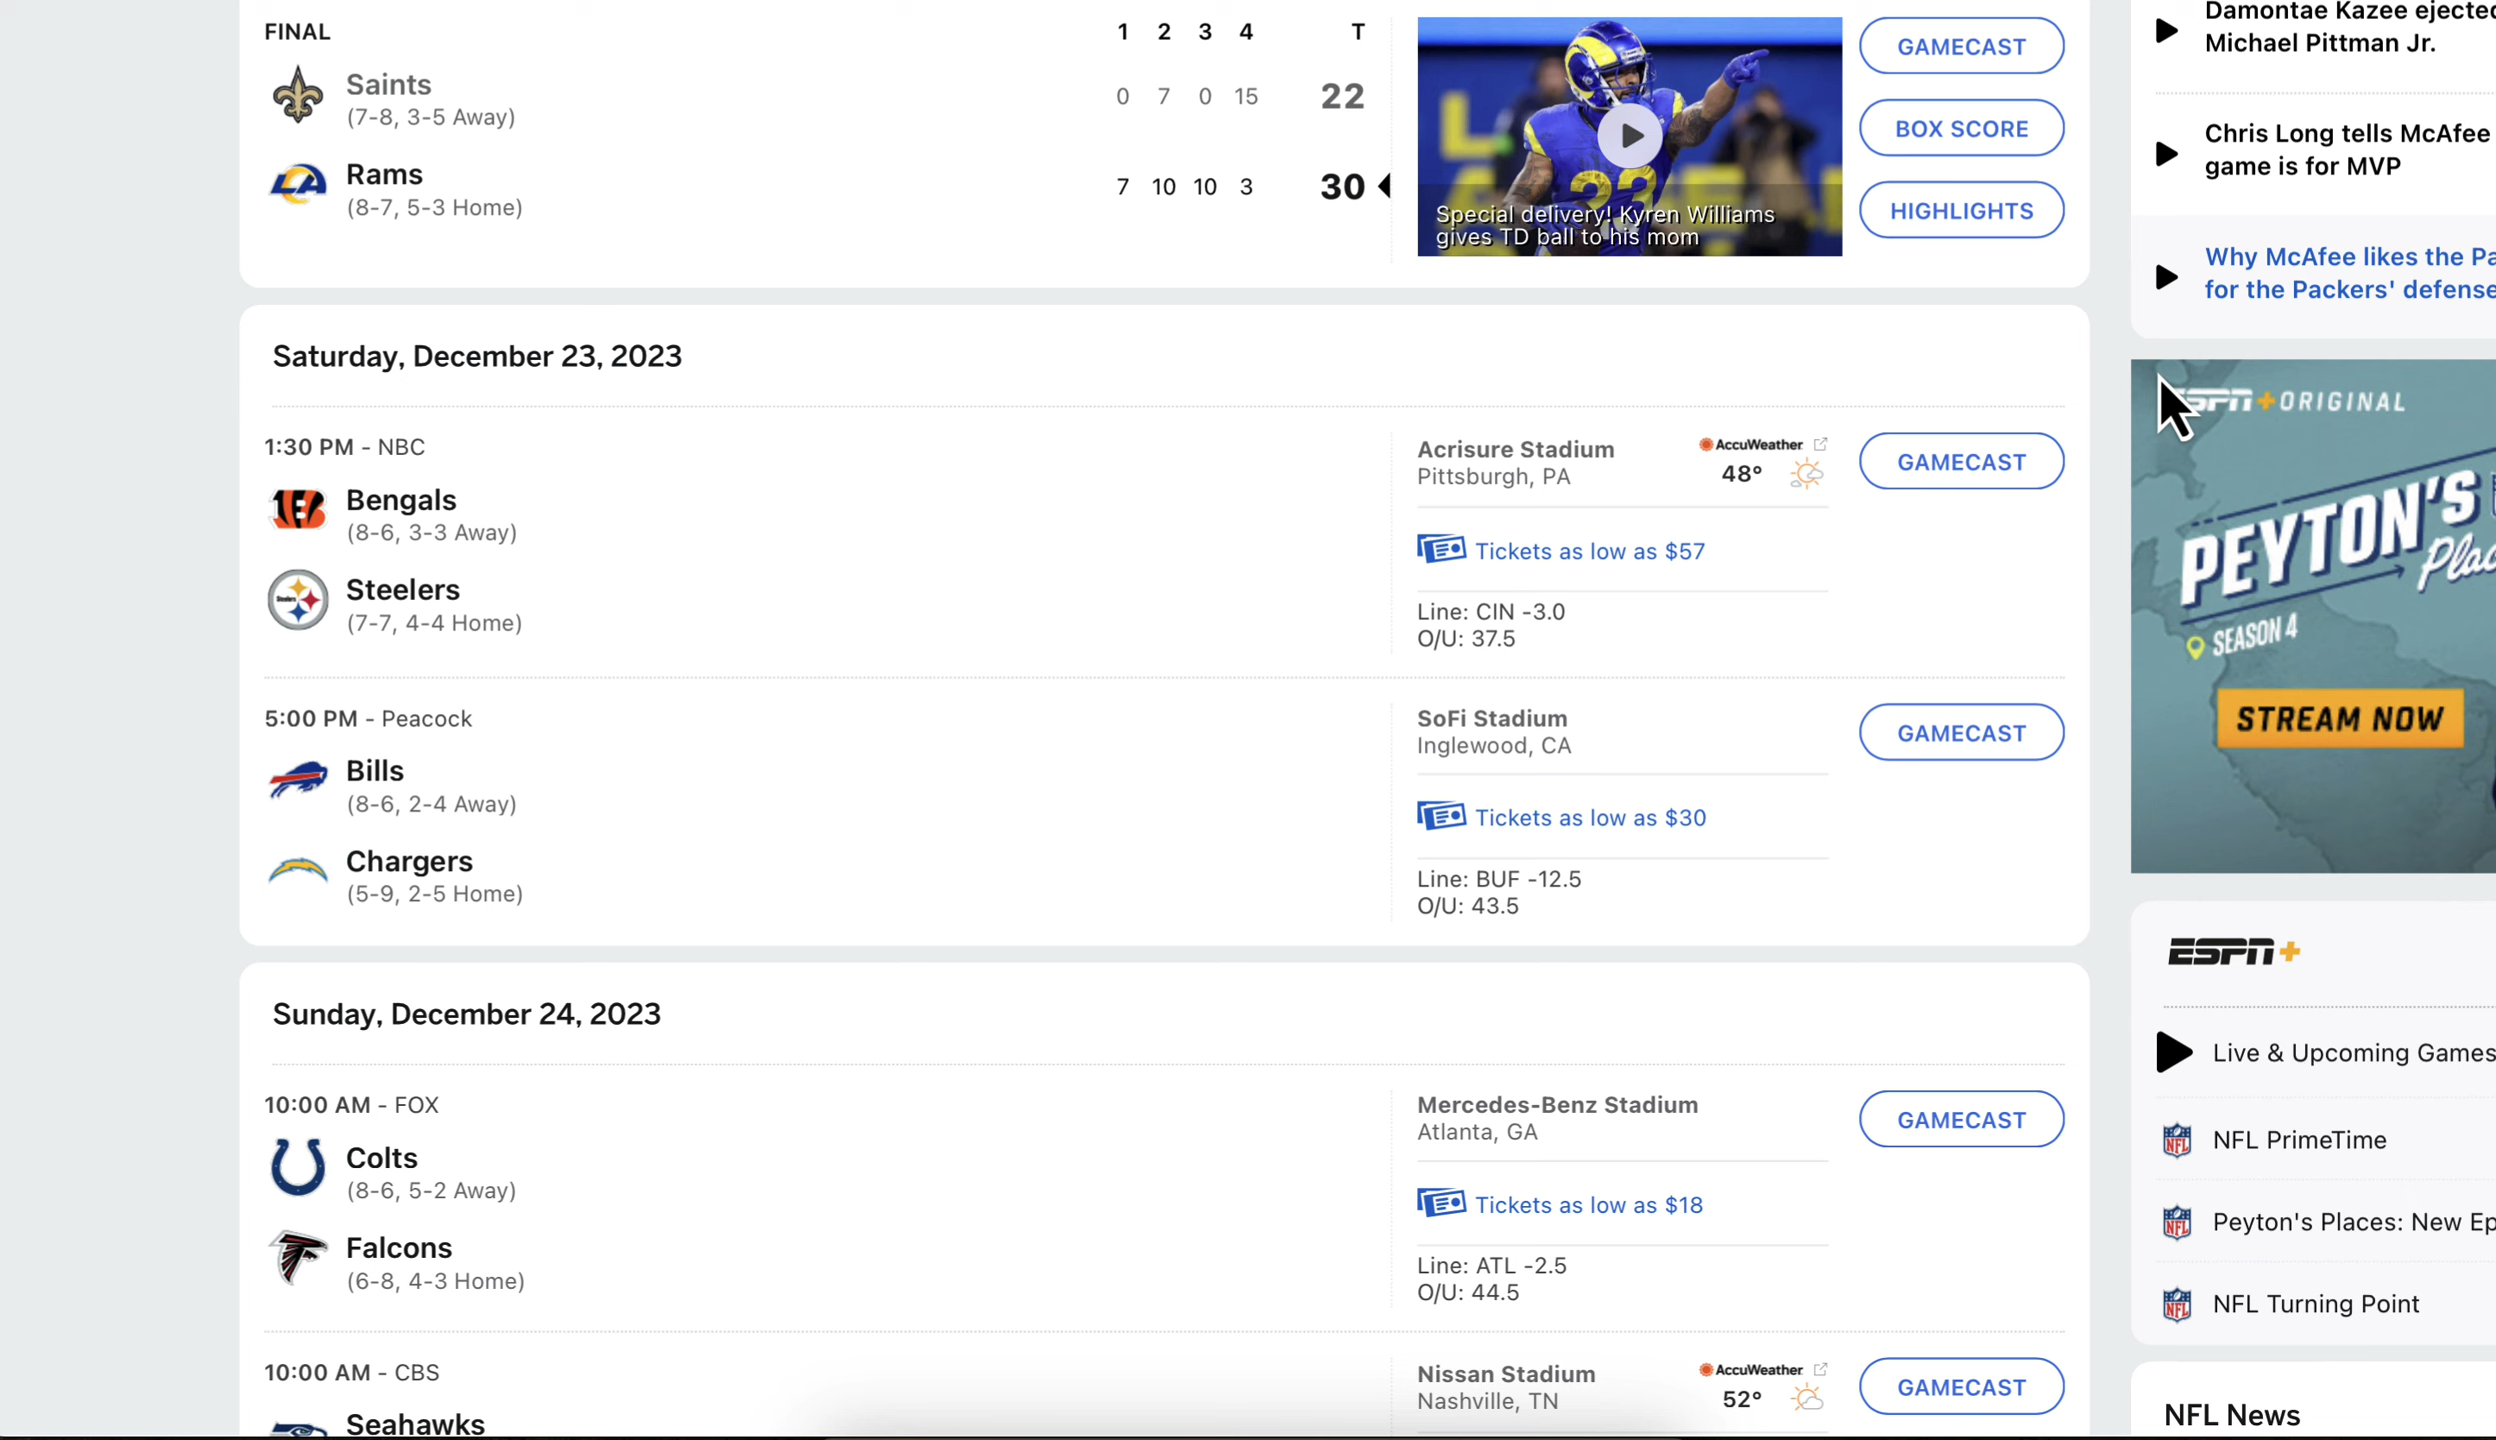 FINAL 1 2 3 4 T
Saints 0 7 0 15 22
(7-8, 3-5 Away)
Rams 7 10 10 3 30
(8-7, 5-3 Home)
Special delivery! Kyren Williams
gives TD ball to his mom
GAMECAST
BOX SCORE
HIGHLIGHTS
Saturday, December 23, 2023
1:30 PM - NBC
Bengals
(8-6, 3-3 Away)
Steelers
(7-7, 4-4 Home)
Acrisure Stadium
Pittsburgh, PA
AccuWeather
48°
Tickets as low as $57
Line: CIN -3.0
O/U: 37.5
GAMECAST
5:00 PM - Peacock
Bills
(8-6, 2-4 Away)
Chargers
(5-9, 2-5 Home)
SoFi Stadium
Inglewood, CA
Tickets as low as $30
Line: BUF -12.5
O/U: 43.5
GAMECAST
Sunday, December 24, 2023
10:00 AM - FOX
Colts
(8-6, 5-2 Away)
Falcons
(6-8, 4-3 Home)
Mercedes-Benz Stadium
Atlanta, GA
Tickets as low as $18
Line: ATL -2.5
O/U: 44.5
GAMECAST
10:00 AM - CBS
Seahawks
Nissan Stadium
Nashville, TN
AccuWeather
52°
GAMECAST
Damontae Kazee ejected
Michael Pittman Jr.
Chris Long tells McAfee
game is for MVP
Why McAfee likes the Pa
for the Packers' defense
ESPN+ ORIGINAL
PEYTON'S
Plac
SEASON 4
STREAM NOW
ESPN+
Live & Upcoming Games
NFL PrimeTime
Peyton's Places: New Ep
NFL Turning Point
NFL News